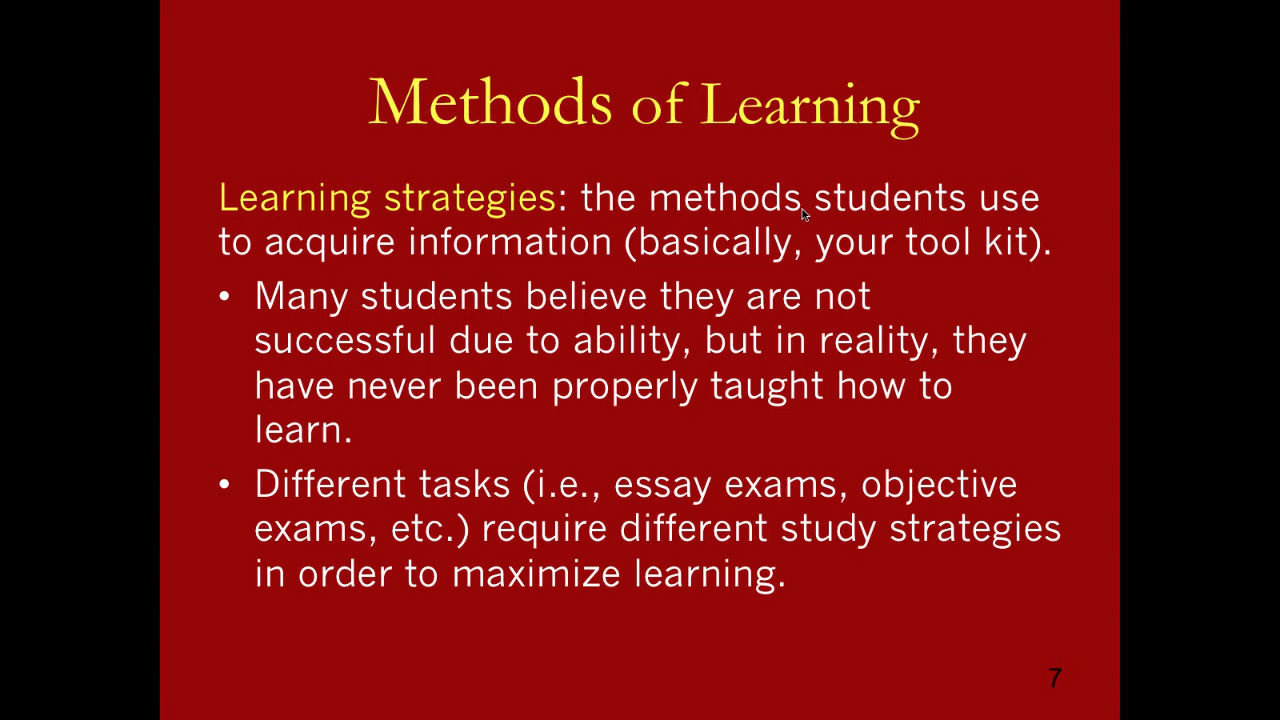 Methods of Learning
Learning strategies: the methods students use
to acquire information (basically, your tool kit).
• Many students believe they are not
successful due to ability, but in reality, they
have never been properly taught how to
learn.
• Different tasks (i.e., essay exams, objective
exams, etc.) require different study strategies
in order to maximize learning.
7